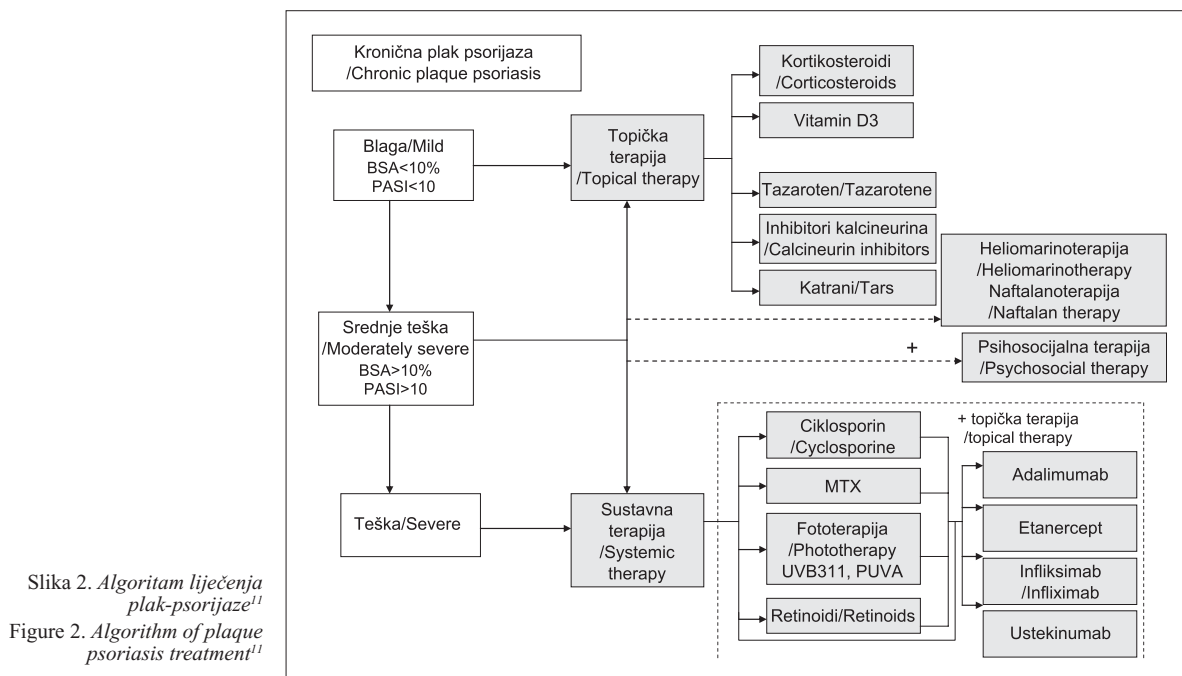 Kronična plak psorijaza
/Chronic plaque psoriasis
Blaga/Mild
BSA<10%
PASI<10
Topička
terapija
/Topical therapy
Kortikosteroidi
/Corticosteroids
Vitamin D3
Tazaroten/Tazarotene
Inhibitori kalcineurina
/Calcineurin inhibitors
Katrani/Tars
Heliomarinoterapija
/Heliomarinotherapy
Naftalanoterapija
/Naftalan therapy
Srednje teška
/Moderately severe
BSA>10%
PASI>10
+
Psihosocijalna terapija
/Psychosocial therapy
Teška/Severe
Sustavna
terapija
/Systemic
therapy
Ciklosporin
/Cyclosporine
MTX
Fototerapija
/Phototherapy
UVB311, PUVA
Retinoidi/Retinoids
+ topička terapija
/topical therapy
Adalimumab
Etanercept
Infliksimab
/Infliximab
Ustekinumab
Slika 2. Algoritam liječenja
plak-psorijaze11
Figure 2. Algorithm of plaque
psoriasis treatment11